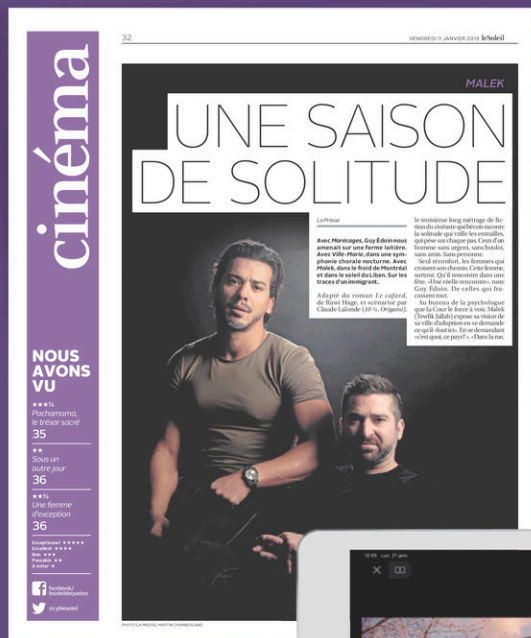 32
VENDREDI 11 JANVIER 2019 leSoleil
cinéma
MALEK
UNE SAISON
DE SOLITUDE
La Presse
Avec Marécages, Guy Édoin nous
amenait sur une ferme laitière.
Avec Ville-Marie, dans une sym-
phonie chorale nocturne. Avec
Malek, dans le froid de Montréal
et dans le soleil du Liban. Sur les
traces d'un immigrant.
Adapté du roman Le cafard,
de Rawi Hage, et scénarisé par
Claude Lalonde (10 ½, Origami),
le troisième long métrage de fic-
tion du cinéaste québécois raconte
la solitude qui vrille les entrailles,
qui pèse sur chaque pas. Ceux d'un
homme sans argent, sans boulot,
sans amis. Sans personne.
Seul réconfort, les femmes qui
croisent son chemin. Cette femme,
surtout. Qu'il rencontre dans une
fête. «Une réelle rencontre», note
Guy Édoin. De celles qui fra-
cassent tout.
Au bureau de la psychologue
que la Cour le force à voir, Malek
(Tewfik Jallab) expose sa vision de
sa ville d'adoption en se demande
ce qu'il «fout ici». En se demandant
«c'est quoi, ce pays?». «Dans la rue,
NOUS
AVONS
VU
★★★½
Pachamama,
le trésor sacré
35
★★
Sous un
autre jour
36
★★½
Une femme
d'exception
36
Exceptionnel ★★★★★
Excellent ★★★★
Bon ★★★
Passable ★★
À éviter ★
facebook/
lesoleildequebec
@cyblesoleil
PHOTO LA PRESSE, MARTIN CHAMBERLAND